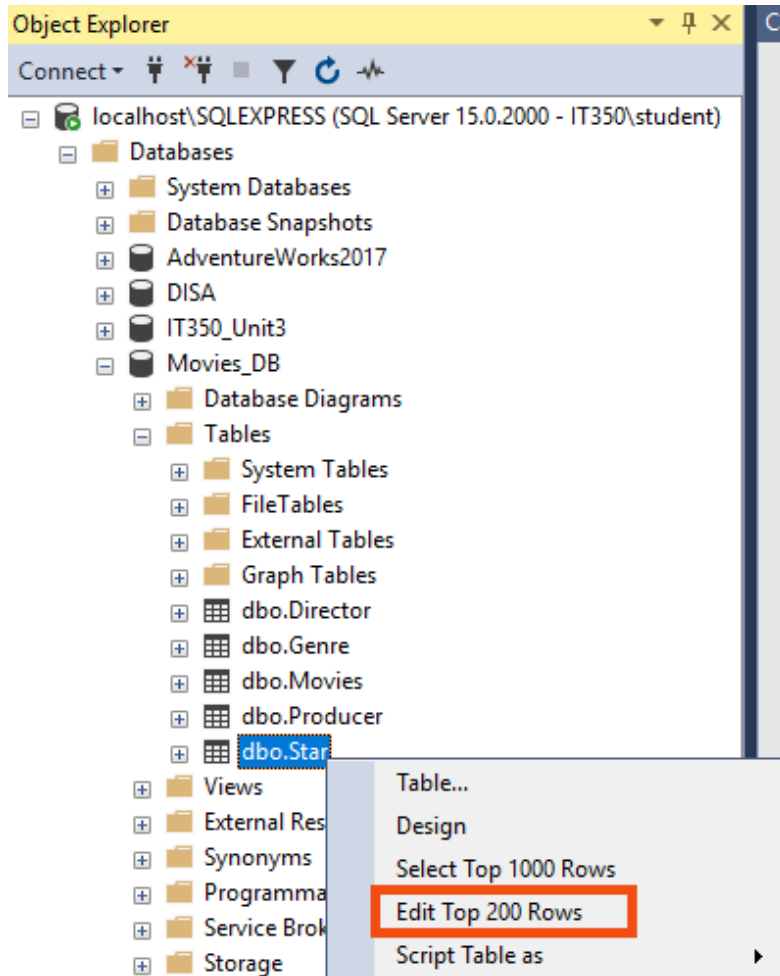 Object Explorer
Connect
localhost\SQLEXPRESS (SQL Server 15.0.2000 - IT350\student)
Databases
System Databases
Database Snapshots
AdventureWorks2017
DISA
IT350_Unit3
Movies_DB
Database Diagrams
Tables
System Tables
FileTables
External Tables
Graph Tables
dbo.Director
dbo.Genre
dbo.Movies
dbo.Producer
dbo.Star
Views
External Res
Synonyms
Programma
Service Brok
Storage
Table...
Design
Select Top 1000 Rows
Edit Top 200 Rows
Script Table as